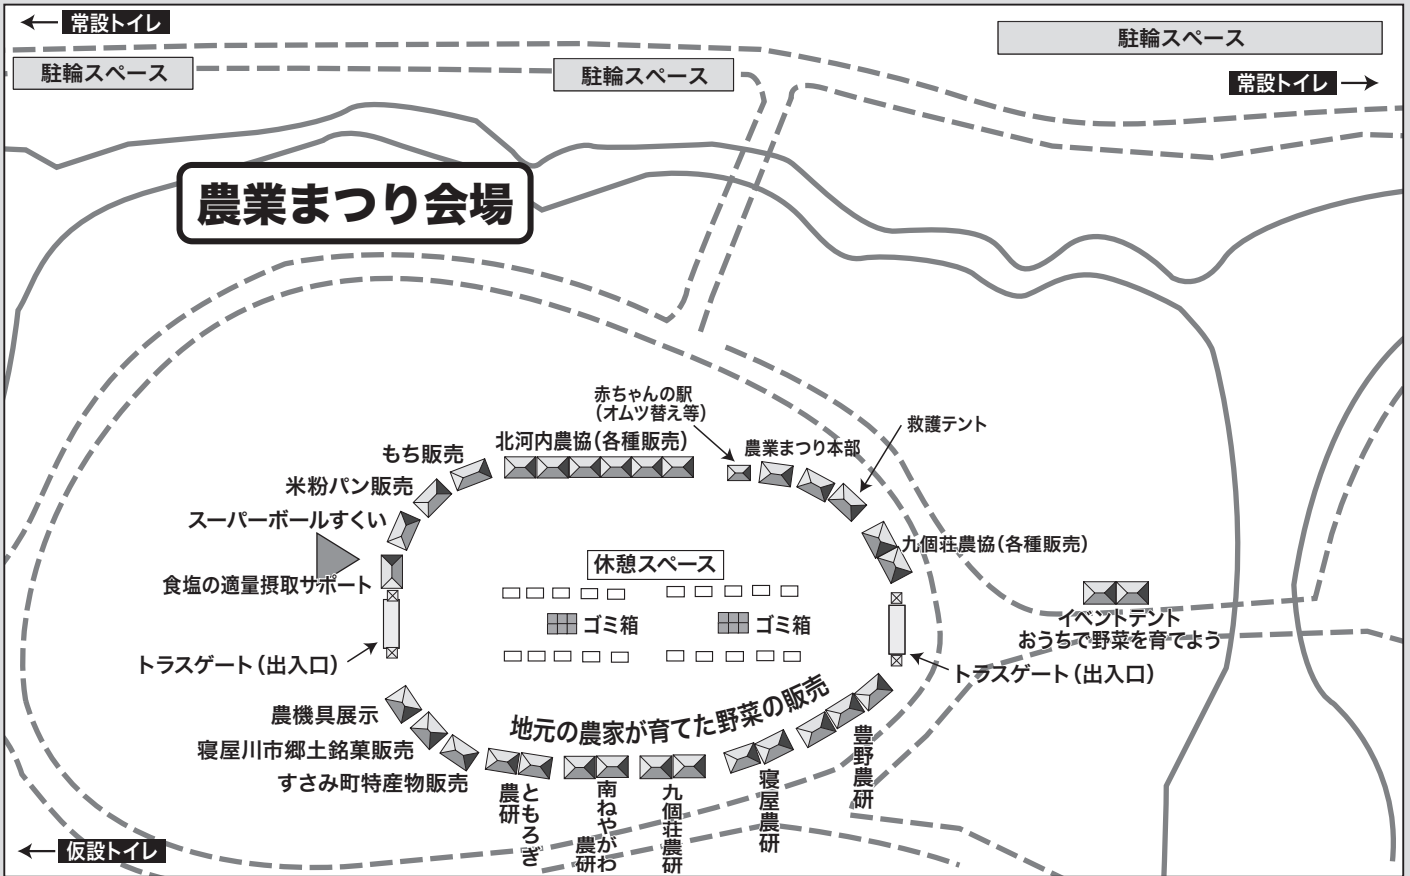 常設トイレ
駐輪スペース
駐輪スペース
駐輪スペース
常設トイレ
農業まつり会場
赤ちゃんの駅
（オムツ替え等）
救護テント
北河内農協（各種販売）
農業まつり本部
もち販売
米粉パン販売
スーパーボールすくい
九個荘農協（各種販売）
休憩スペース
食塩の適量摂取サポート
ゴミ箱
ゴミ箱
イベントテント
おうちで野菜を育てよう
トラスゲート（出入口）
トラスゲート（出入口）
地元の農家が育てた野菜の販売
農機具展示
寝屋川市郷土銘菓販売
すさみ町特産物販売
ともろぎ
農研
南ねやがわ
農研
九個荘農研
寝屋農研
豊野農研
仮設トイレ